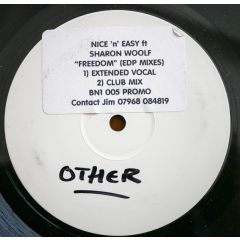 NICE 'n' EASY ft
SHARON WOOLF
"FREEDOM" (EDP MIXES)
1) EXTENDED VOCAL
2) CLUB MIX
BN1 005 PROMO
Contact Jim 07968 084819
OTHER